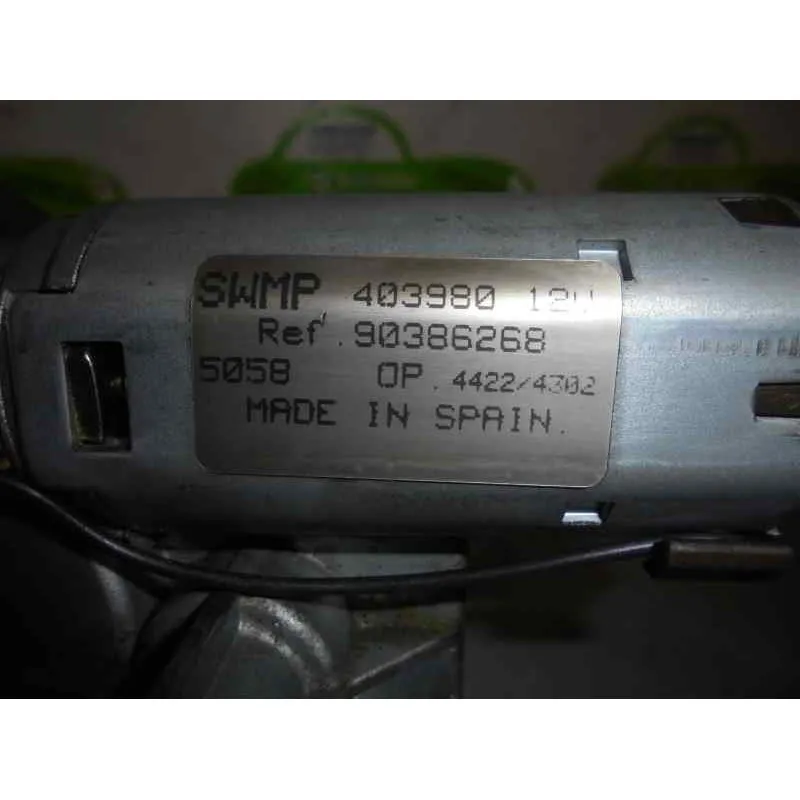 SWMP 403980 12V
Ref. 90386268
5058 OP. 4422/4302
MADE IN SPAIN.